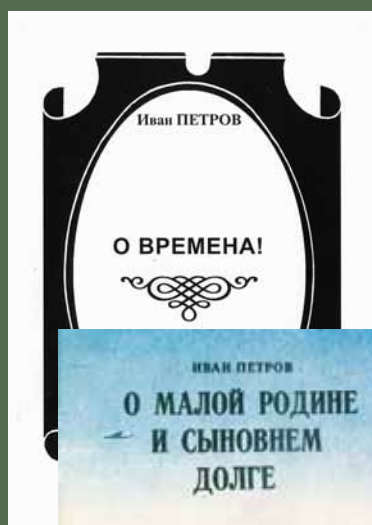 Иван ПЕТРОВ
О ВРЕМЕНА!
ИВАН ПЕТРОВ
О МАЛОЙ РОДИНЕ
И СЫНОВНЕМ
ДОЛГЕ